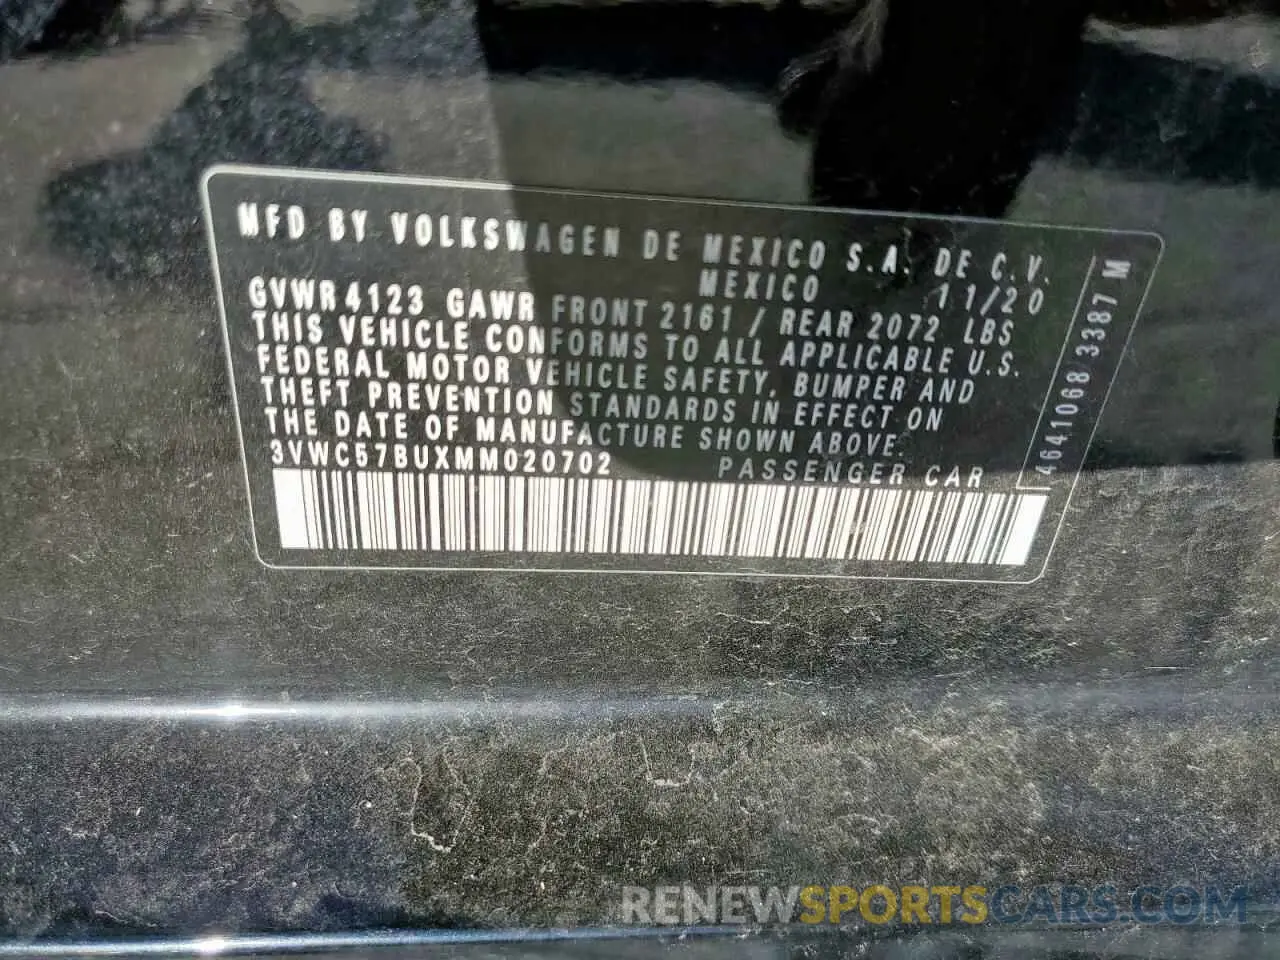 MFD BY VOLKSWAGEN DE MEXICO S.A. DE C.V.
MEXICO 11/20
GVWR 4123 GAWR FRONT 2161 / REAR 2072 LBS
THIS VEHICLE CONFORMS TO ALL APPLICABLE U.S.
FEDERAL MOTOR VEHICLE SAFETY, BUMPER AND
THEFT PREVENTION STANDARDS IN EFFECT ON
THE DATE OF MANUFACTURE SHOWN ABOVE.
3VWC57BUXMM020702 PASSENGER CAR
4641068 3387 M
RENEWSPORTSCARS.COM